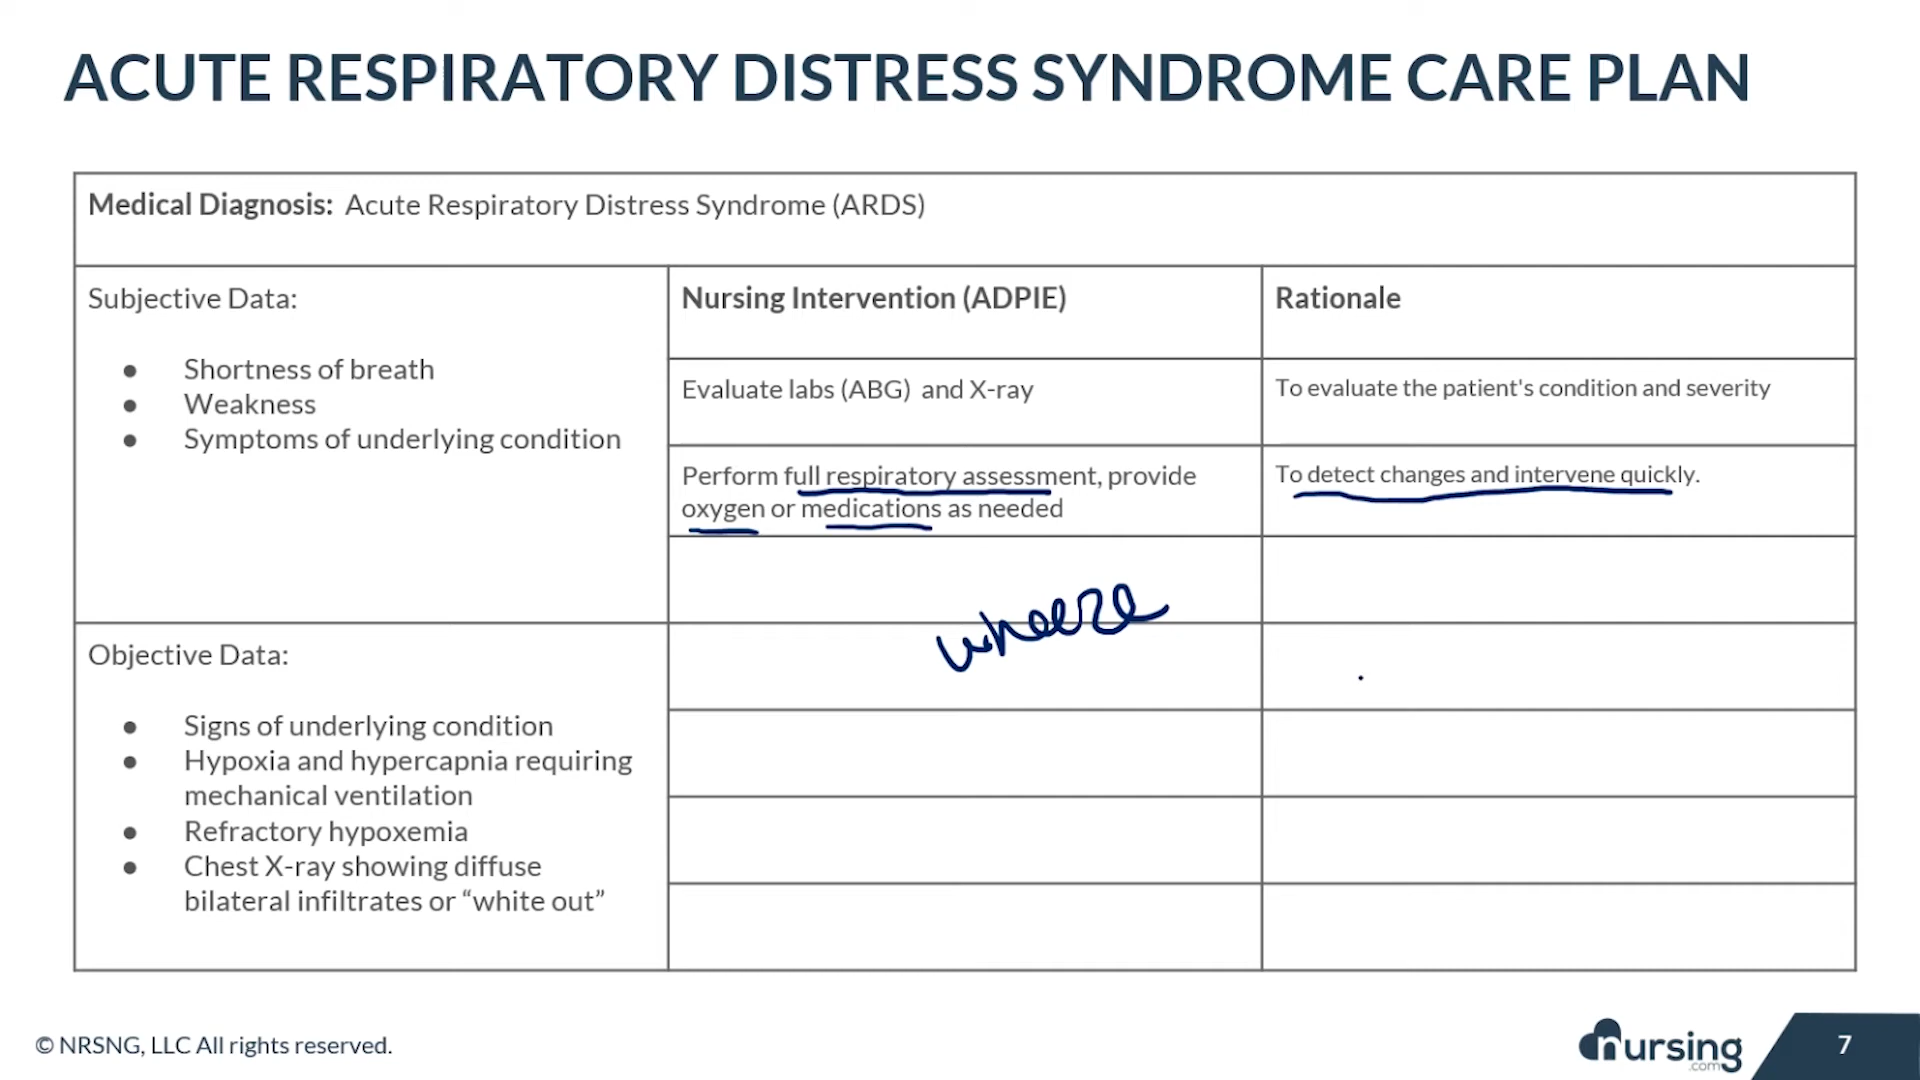 ACUTE RESPIRATORY DISTRESS SYNDROME CARE PLAN
Medical Diagnosis: Acute Respiratory Distress Syndrome (ARDS)
Subjective Data:
● Shortness of breath
● Weakness
● Symptoms of underlying condition
Nursing Intervention (ADPIE)
Rationale
Evaluate labs (ABG) and X-ray
To evaluate the patient's condition and severity
Perform full respiratory assessment, provide
oxygen or medications as needed
To detect changes and intervene quickly.
wheeze
Objective Data:
● Signs of underlying condition
● Hypoxia and hypercapnia requiring
mechanical ventilation
● Refractory hypoxemia
● Chest X-ray showing diffuse
bilateral infiltrates or “white out”
© NRSNG, LLC All rights reserved.
nursing
.com
7